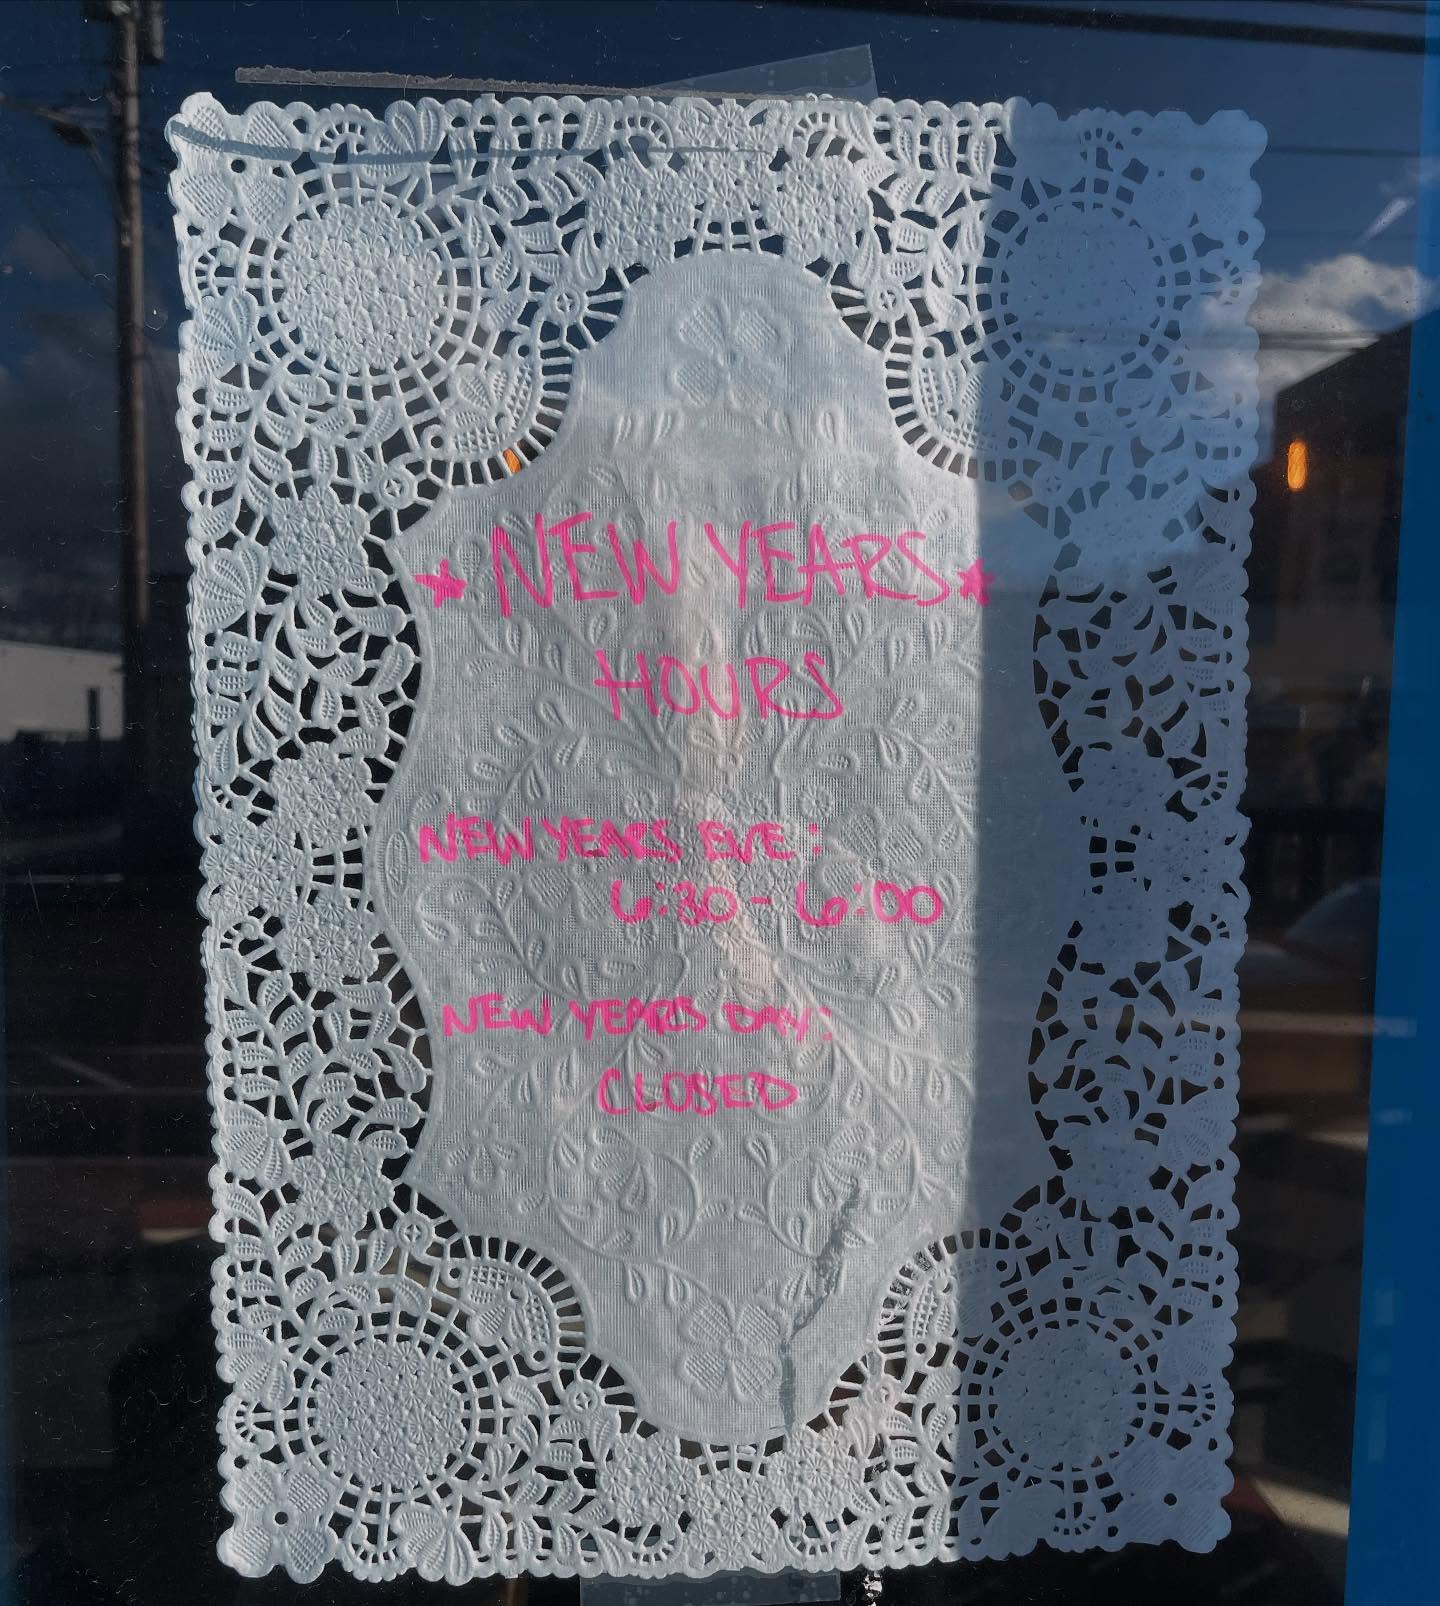 ★ NEW YEARS ★
HOURS
NEW YEARS EVE:
6:30 - 6:00
NEW YEARS DAY:
CLOSED